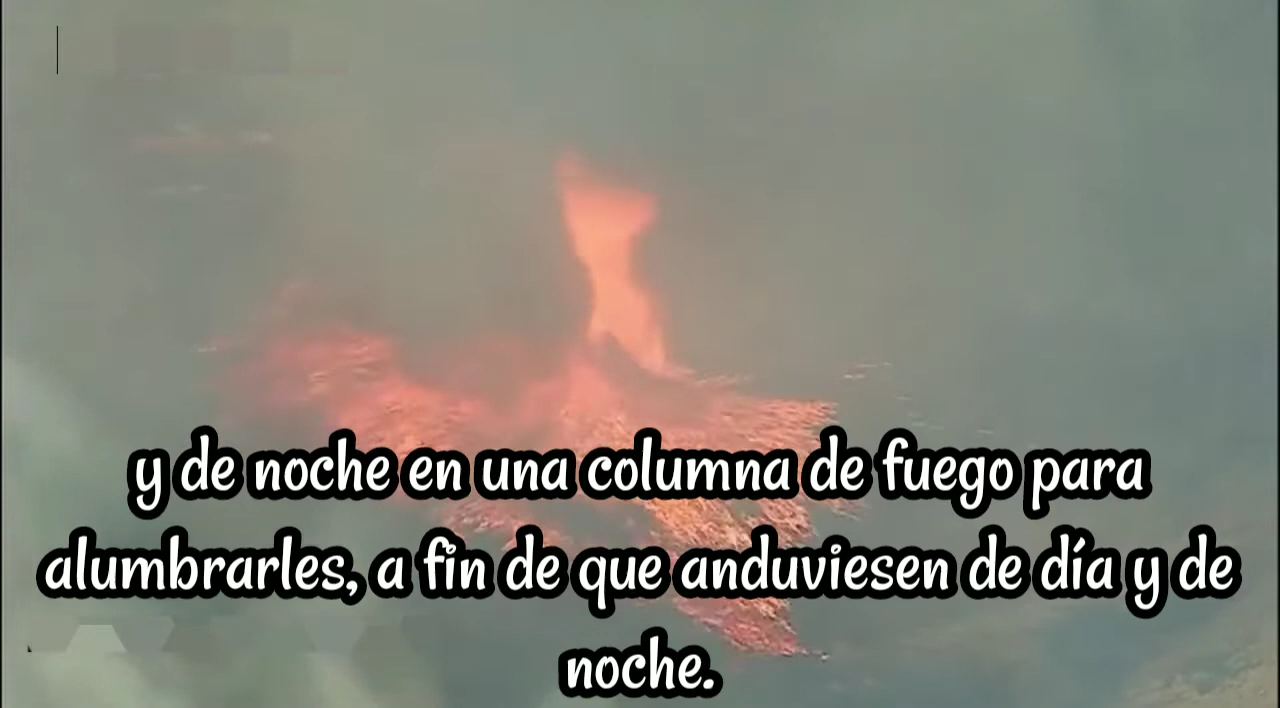 y de noche en una columna de fuego para
alumbrarles, a fin de que anduviesen de día y de
noche.